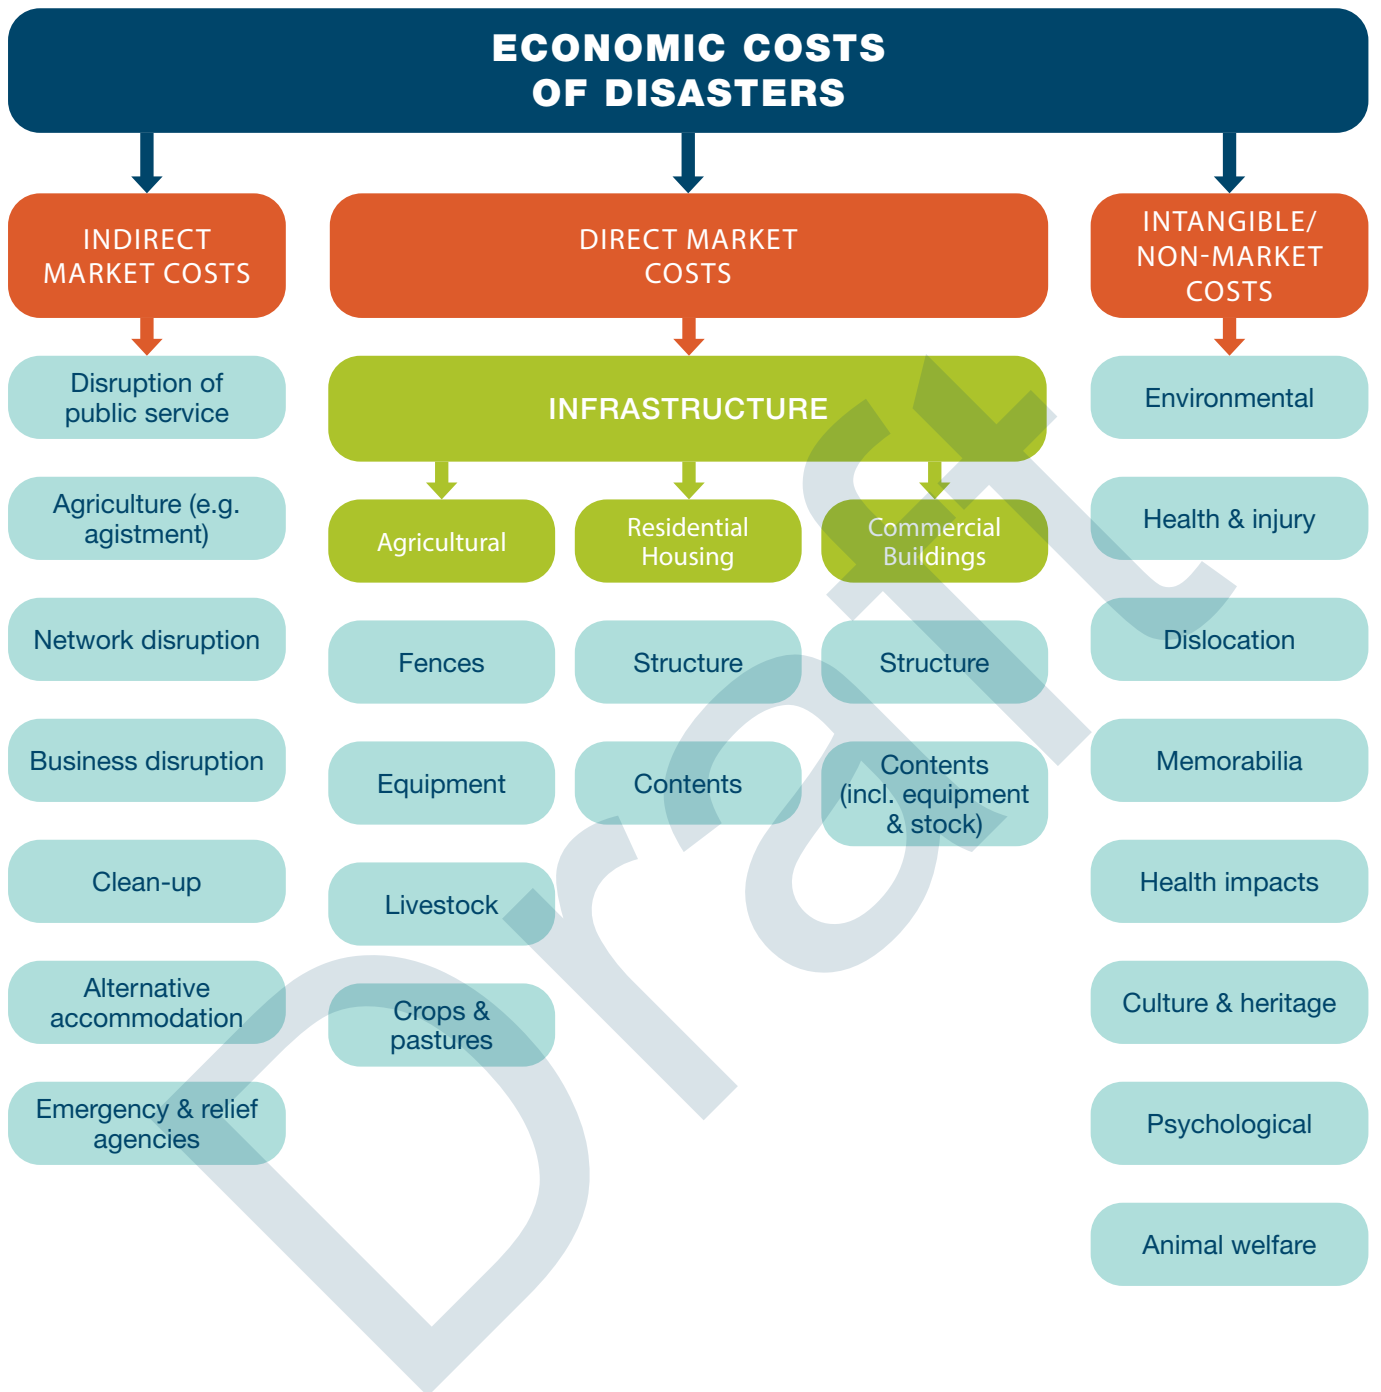 ECONOMIC COSTS
OF DISASTERS
INDIRECT
MARKET COSTS
Disruption of
public service
Agriculture (e.g.
agistment)
Network disruption
Business disruption
Clean-up
Alternative
accommodation
Emergency & relief
agencies
DIRECT MARKET
COSTS
INFRASTRUCTURE
Agricultural
Fences
Equipment
Livestock
Crops &
pastures
Residential
Housing
Structure
Contents
Commercial
Buildings
Structure
Contents
(incl. equipment
& stock)
INTANGIBLE/
NON-MARKET
COSTS
Environmental
Health & injury
Dislocation
Memorabilia
Health impacts
Culture & heritage
Psychological
Animal welfare
Draft